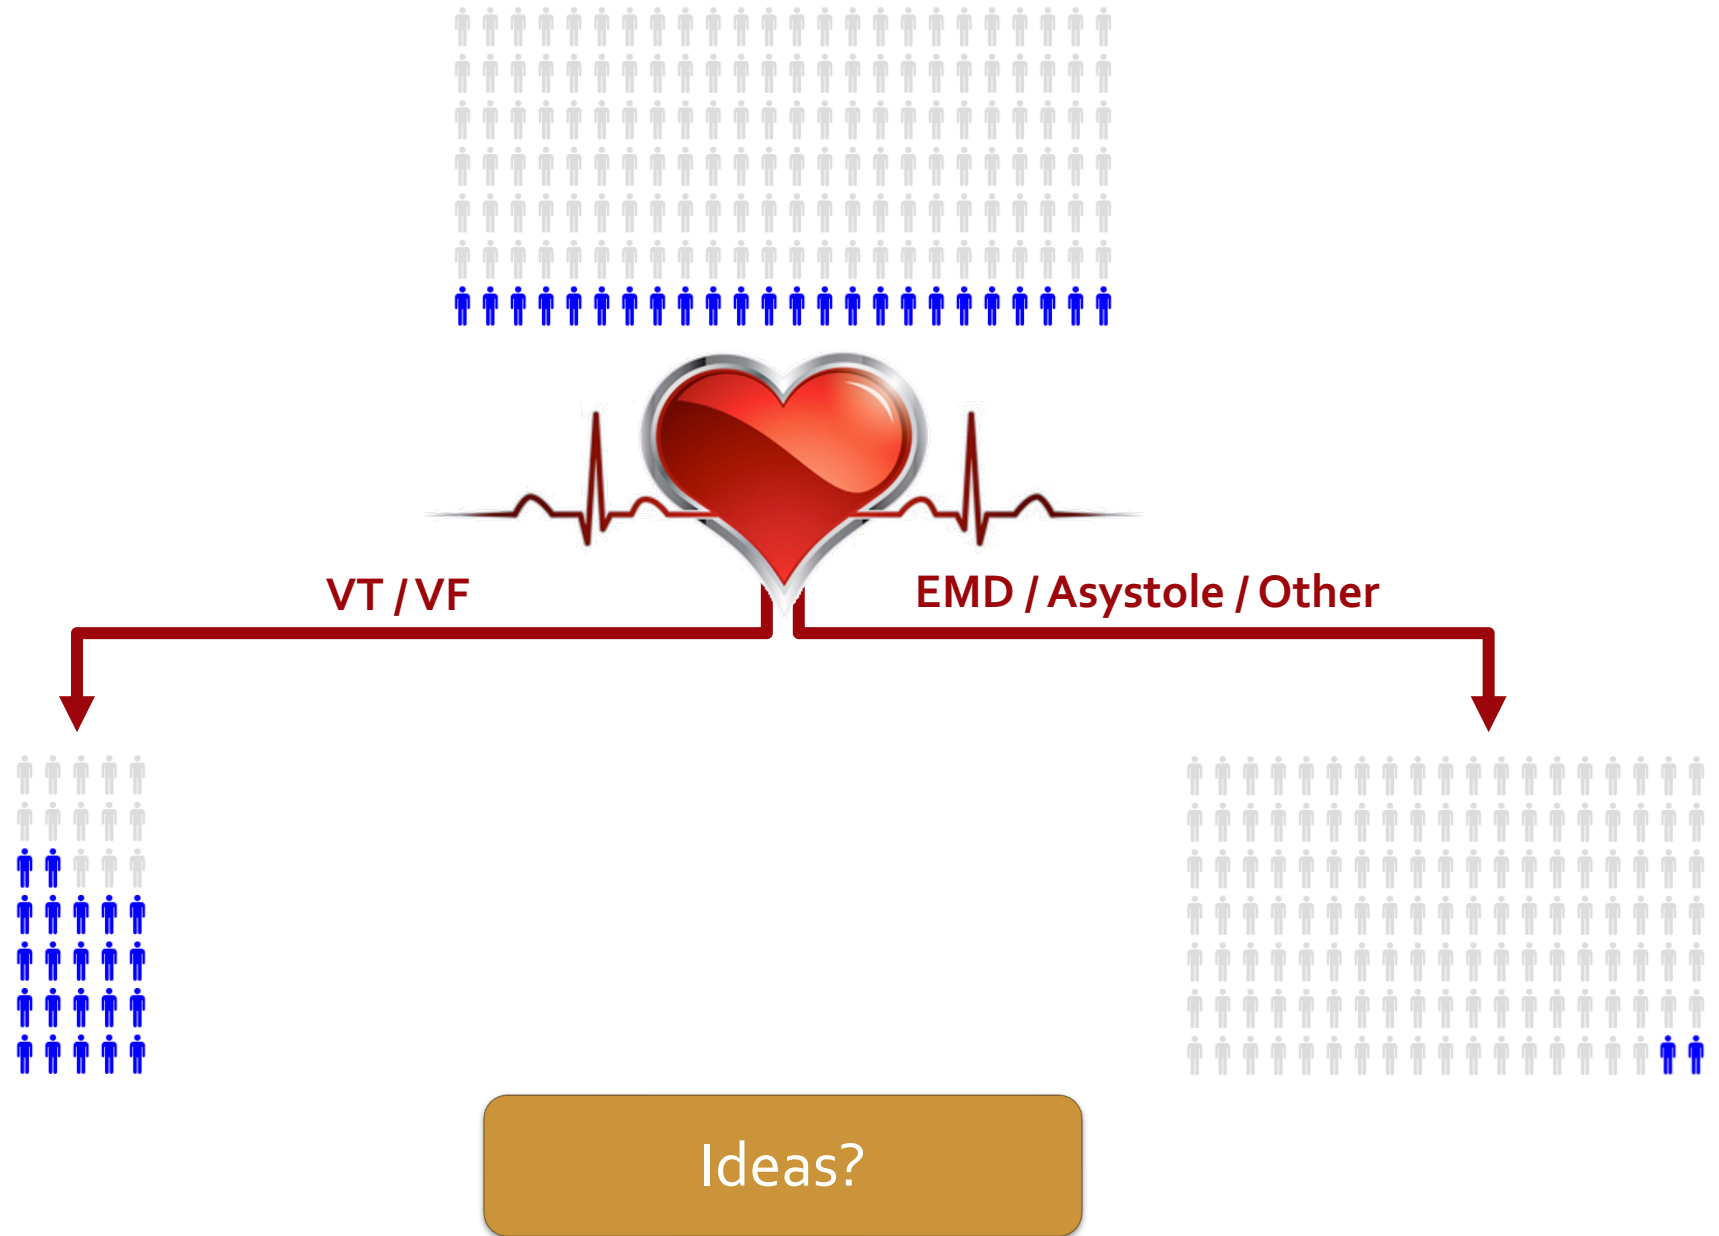 VT / VF
EMD / Asystole / Other
Ideas?